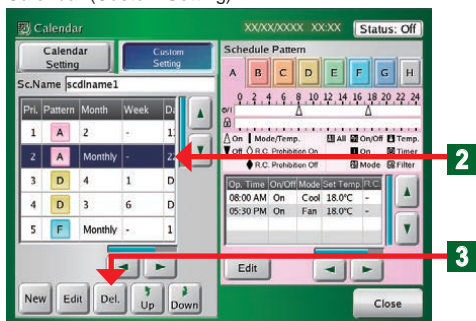 Calendar XX/XX/XXXX XX:XX Status: Off
Calendar Setting Custom Setting
Sc.Name scdlname1
Pri. Pattern Month Week Da
1 A 2 -
2 A Monthly -
3 D 4 1 D
4 D 3 6 D
5 F Monthly - 1
New Edit Del. Up Down
Schedule Pattern
A B C D E F G H
0 2 4 6 8 10 12 14 16 18 20 22 24
On Mode/Temp. All On/Off Temp.
Off R.C. Prohibition On On Timer
R.C. Prohibition Off Mode Filter
Op. Time On/Off Mode Set Temp. R.C.
08:00 AM On Cool 18.0°C -
05:30 PM On Fan 18.0°C -
Edit
Close
2
3